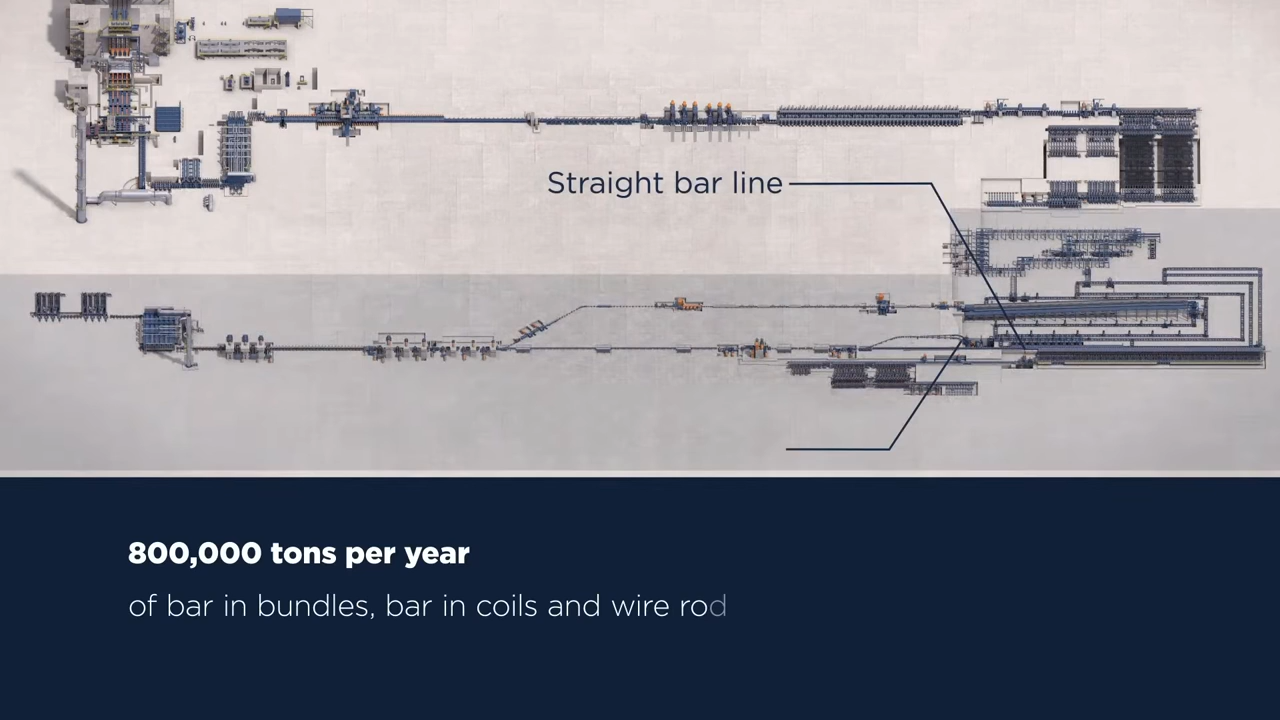 Straight bar line
800,000 tons per year
of bar in bundles, bar in coils and wire rod